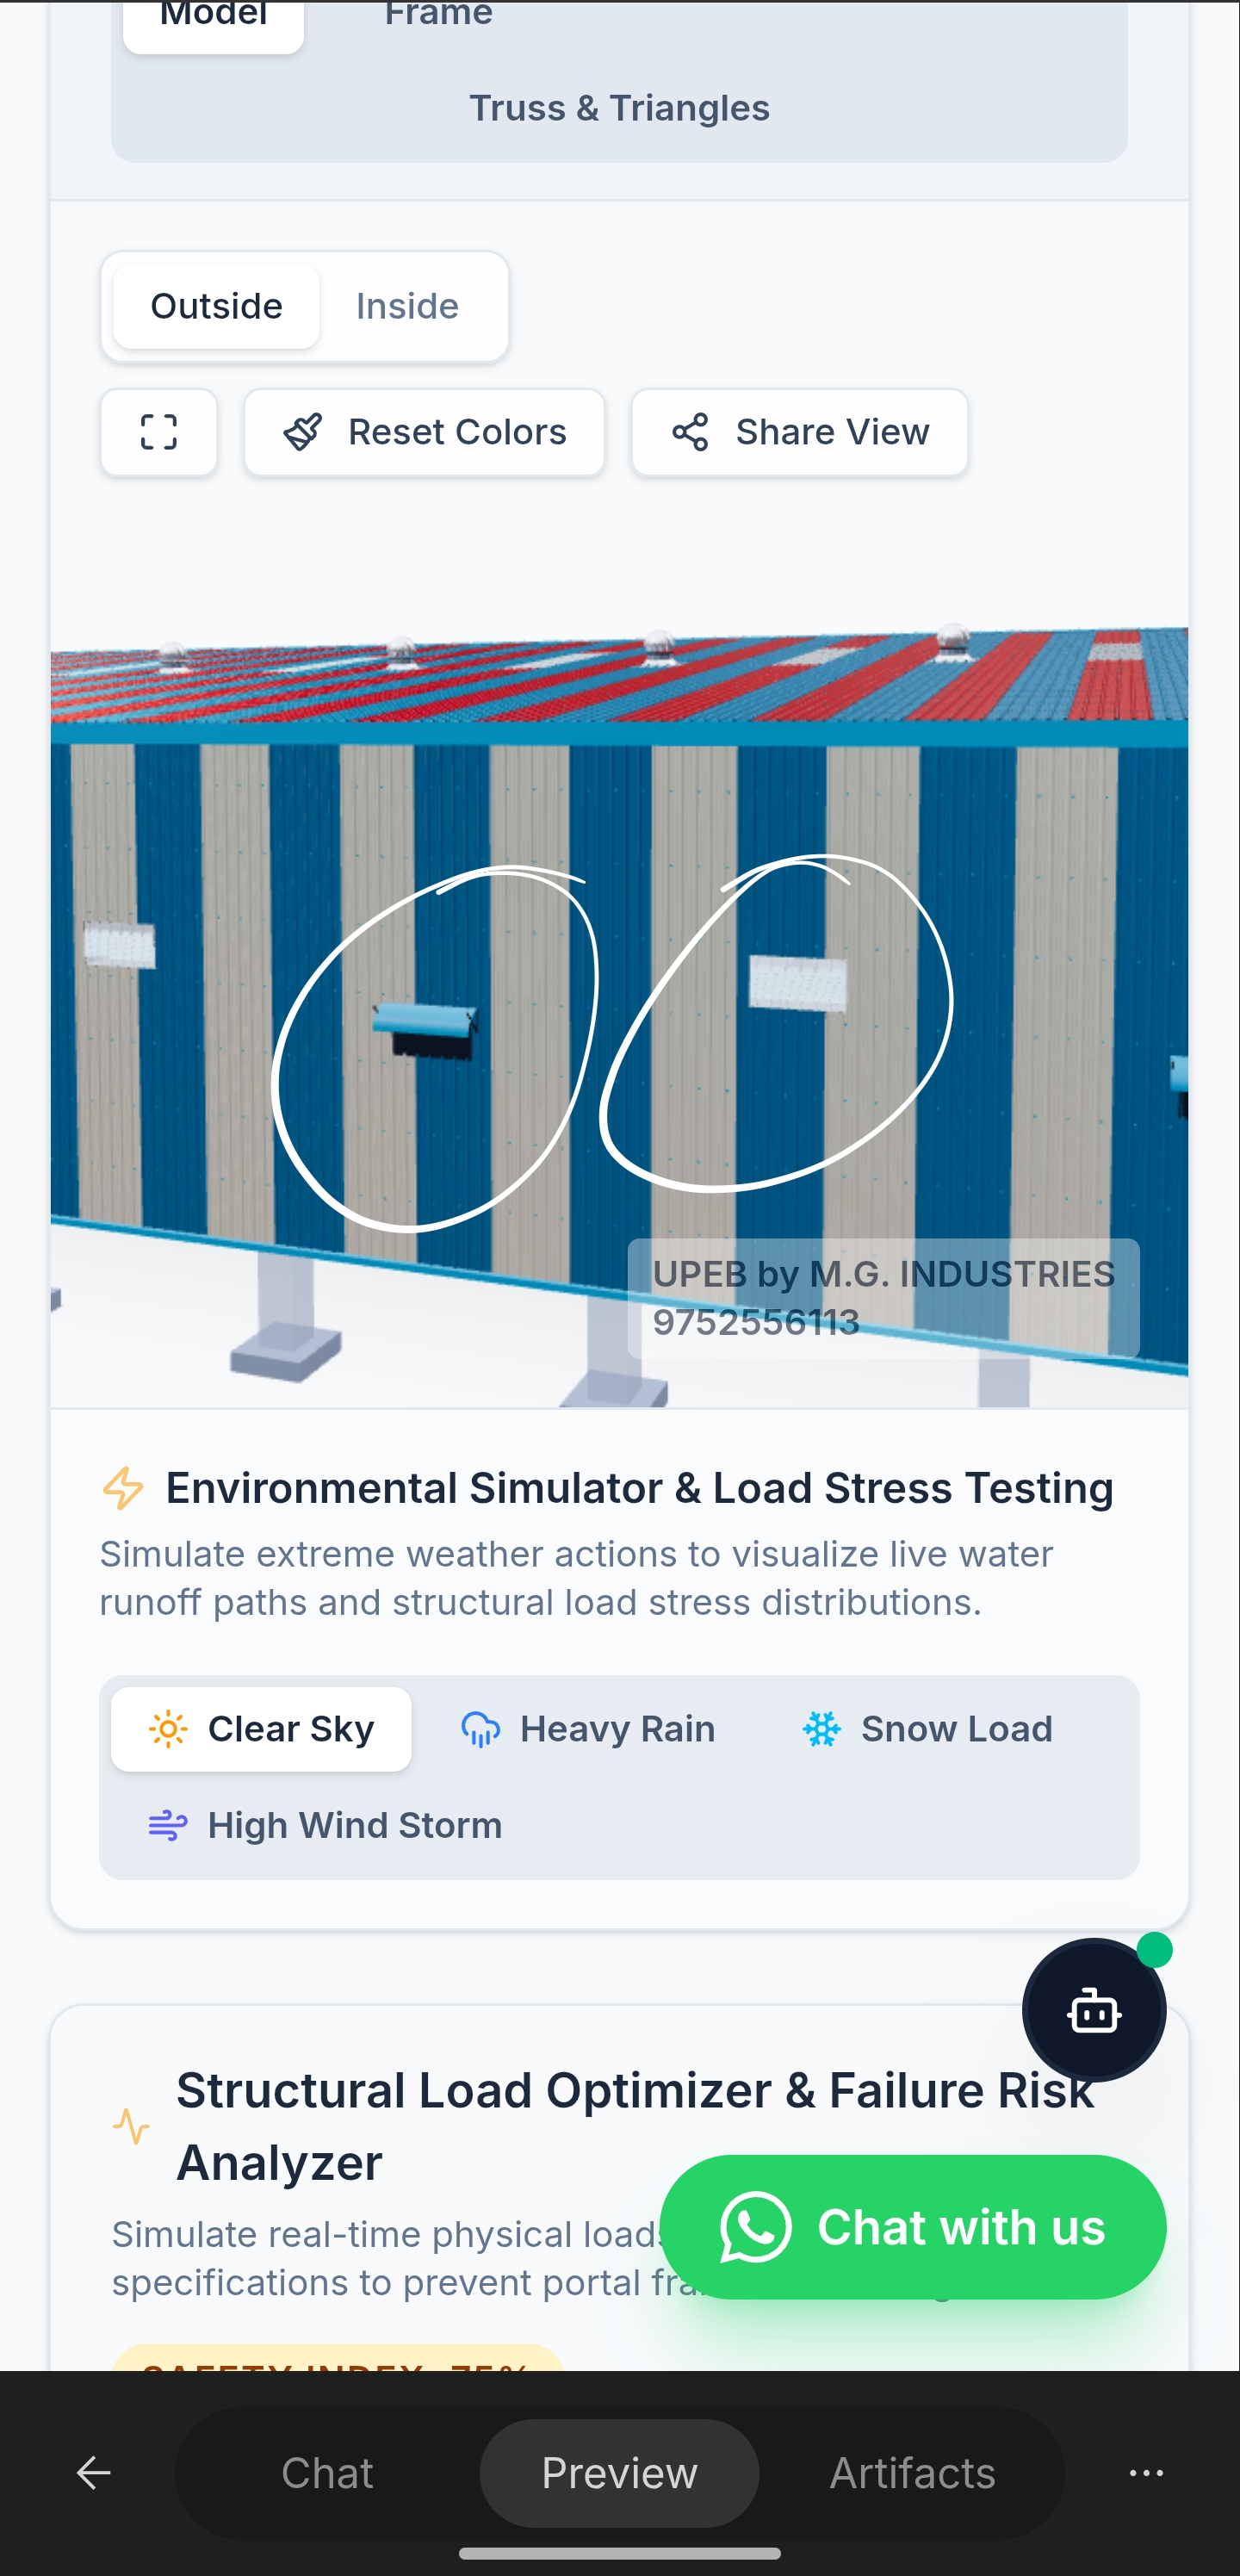 Model
Frame
Truss & Triangles
Outside
Inside
Reset Colors
Share View
UPEB by M.G. INDUSTRIES
9752556113
Environmental Simulator & Load Stress Testing
Simulate extreme weather actions to visualize live water
runoff paths and structural load stress distributions.
Clear Sky
Heavy Rain
Snow Load
High Wind Storm
Structural Load Optimizer & Failure Risk
Analyzer
Simulate real-time physical loads
specifications to prevent portal
Chat with us
SAFETY INDEX: 75%
Chat
Preview
Artifacts